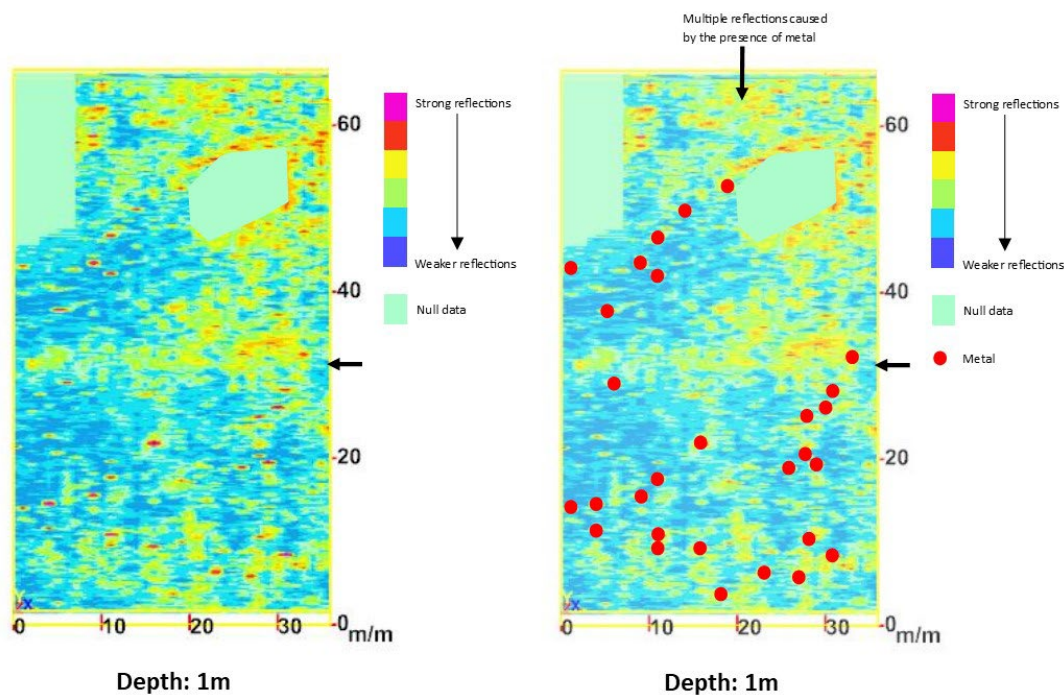 Strong reflections
Weaker reflections
Null data
60
40
20
0
0 10 20 30 m/m
x
Depth: 1m
Multiple reflections caused
by the presence of metal
Strong reflections
Weaker reflections
Null data
Metal
60
40
20
0
0 10 20 30 m/m
x
Depth: 1m